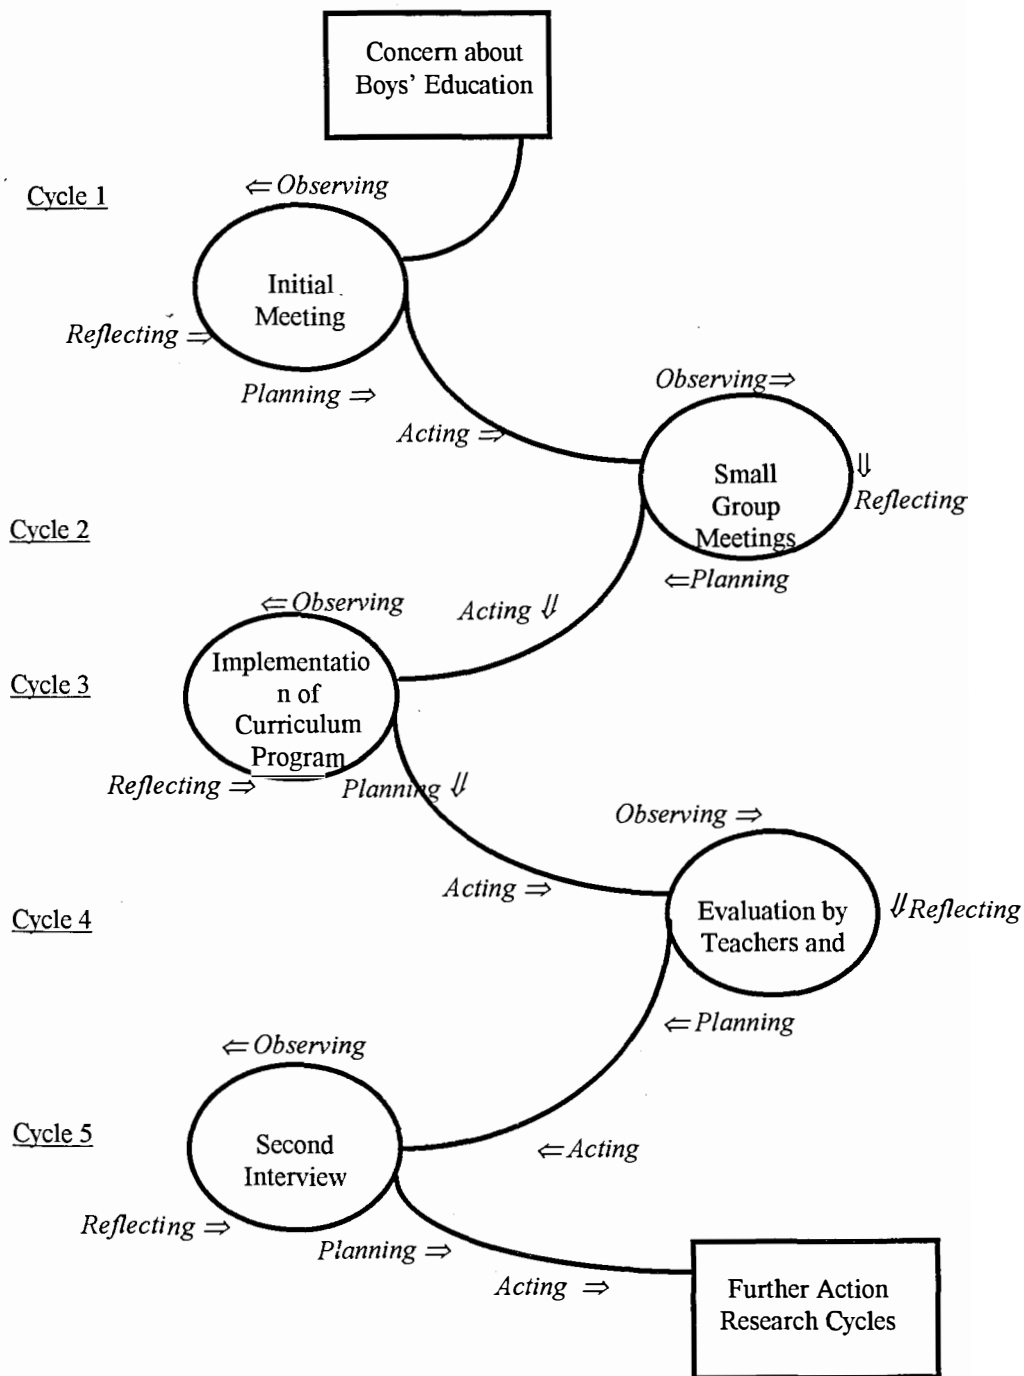 Concern about
Boys' Education
Cycle 1
⇐ Observing
Initial
Meeting
Reflecting ⇒
Planning ⇒
Acting ⇒
Observing⇒
Small
Group
Meetings
⇓
Reflecting
Cycle 2
⇐Planning
Acting ⇓
⇐ Observing
Cycle 3
Implementatio
n of
Curriculum
Program
Reflecting ⇒
Planning ⇓
Acting ⇒
Observing ⇒
Cycle 4
Evaluation by
Teachers and
⇓Reflecting
⇐ Planning
⇐ Acting
⇐ Observing
Cycle 5
Second
Interview
Reflecting ⇒
Planning ⇒
Acting ⇒
Further Action
Research Cycles